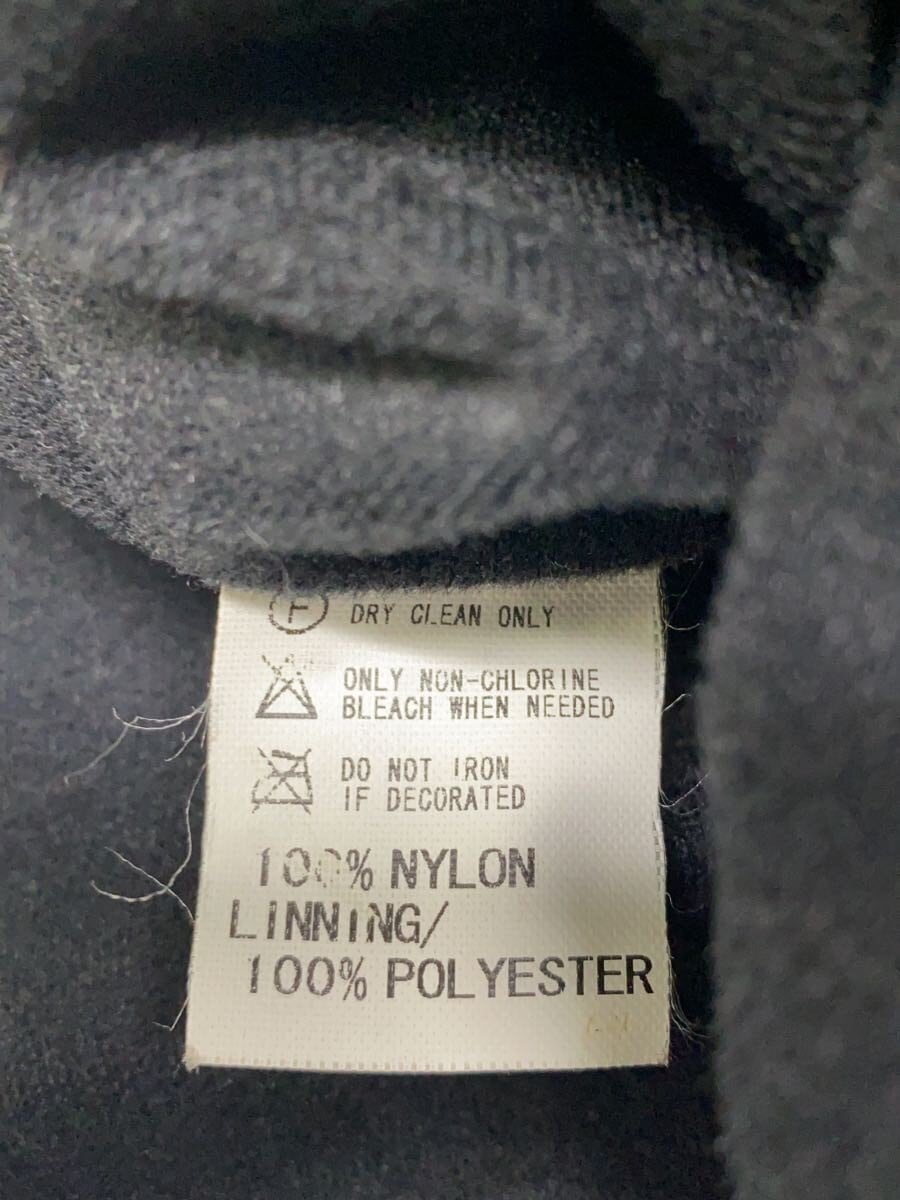 F DRY CLEAN ONLY
ONLY NON-CHLORINE
BLEACH WHEN NEEDED
DO NOT IRON
IF DECORATED
100% NYLON
LINNING/
100% POLYESTER